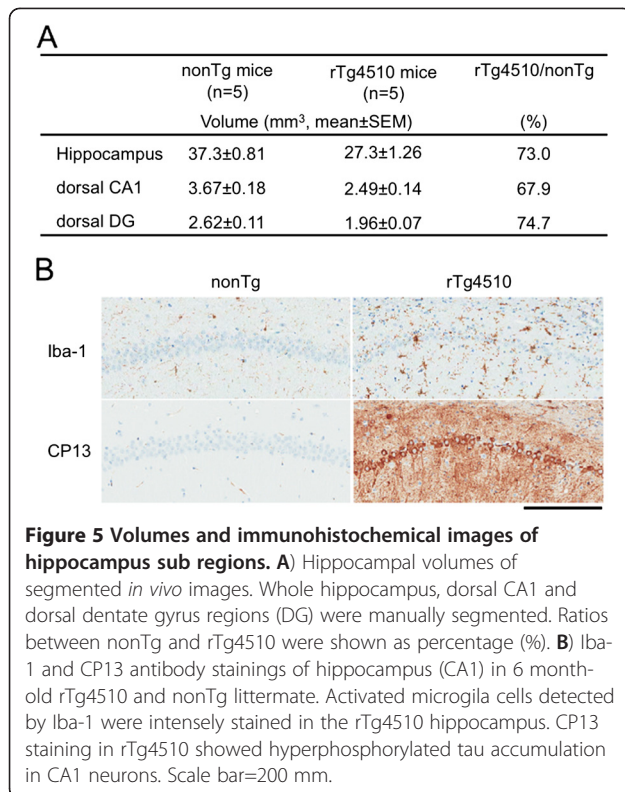 A
nonTg mice rTg4510 mice rTg4510/nonTg
(n=5) (n=5)
Volume (mm³, mean±SEM) (%)
Hippocampus 37.3±0.81 27.3±1.26 73.0
dorsal CA1 3.67±0.18 2.49±0.14 67.9
dorsal DG 2.62±0.11 1.96±0.07 74.7
B
nonTg rTg4510
Iba-1
CP13
Figure 5 Volumes and immunohistochemical images of
hippocampus sub regions. A) Hippocampal volumes of
segmented in vivo images. Whole hippocampus, dorsal CA1 and
dorsal dentate gyrus regions (DG) were manually segmented. Ratios
between nonTg and rTg4510 were shown as percentage (%). B) Iba-
1 and CP13 antibody stainings of hippocampus (CA1) in 6 month-
old rTg4510 and nonTg littermate. Activated microgila cells detected
by Iba-1 were intensely stained in the rTg4510 hippocampus. CP13
staining in rTg4510 showed hyperphosphorylated tau accumulation
in CA1 neurons. Scale bar=200 mm.